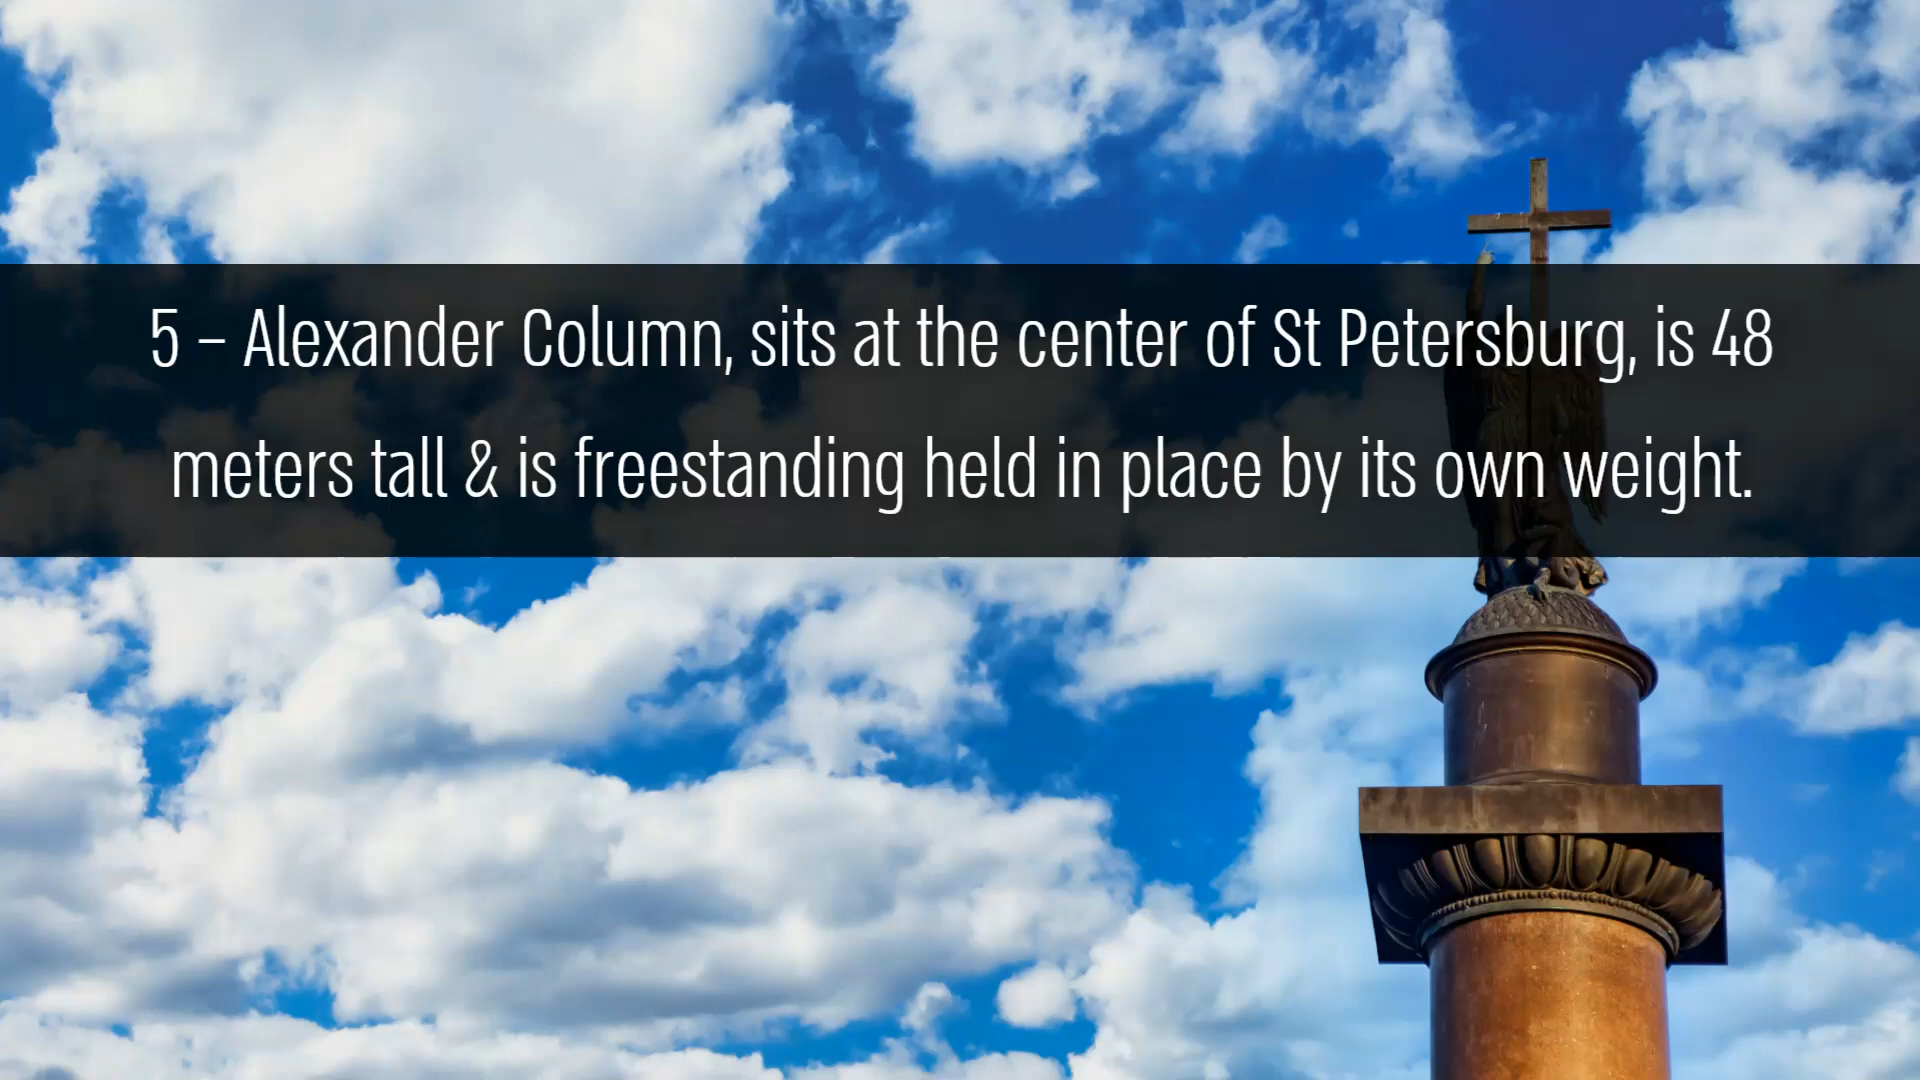 5 – Alexander Column, sits at the center of St Petersburg, is 48
meters tall & is freestanding held in place by its own weight.